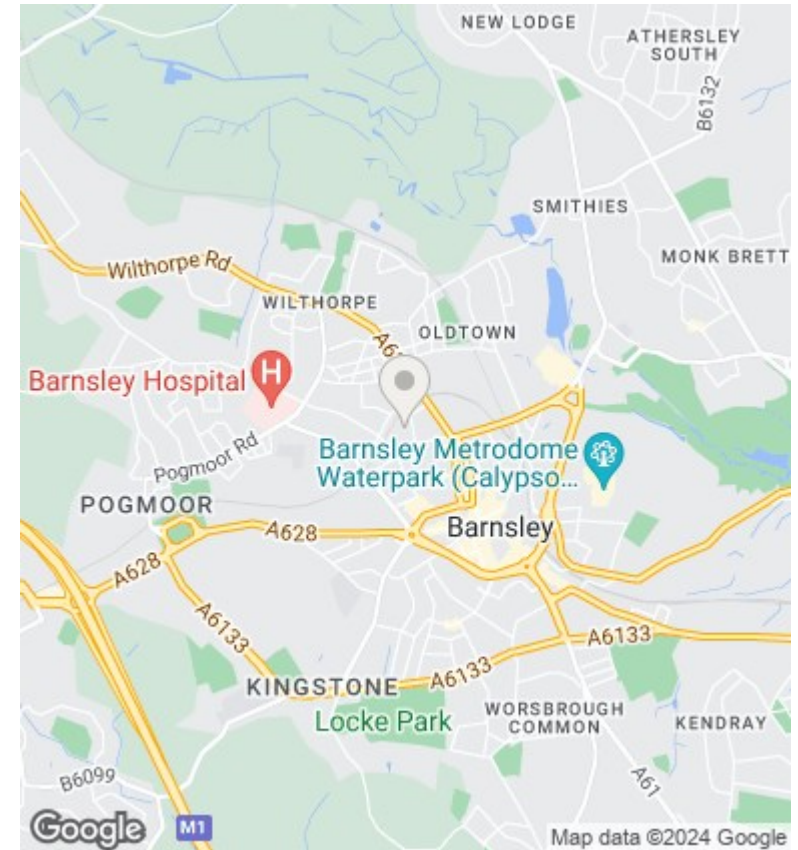 NEW LODGE
ATHERSLEY
SOUTH
B6132
SMITHIES
MONK BRETT
Wilthorpe Rd
WILTHORPE
OLDTOWN
Barnsley Hospital
H
Pogmoor Rd
Barnsley Metrodome
Waterpark (Calypso...
POGMOOR
A628
Barnsley
A628
A6133
A6133
KINGSTONE
A6133
Locke Park
WORSBROUGH
COMMON
KENDRAY
B6099
A61
Google
M1
Map data ©2024 Google